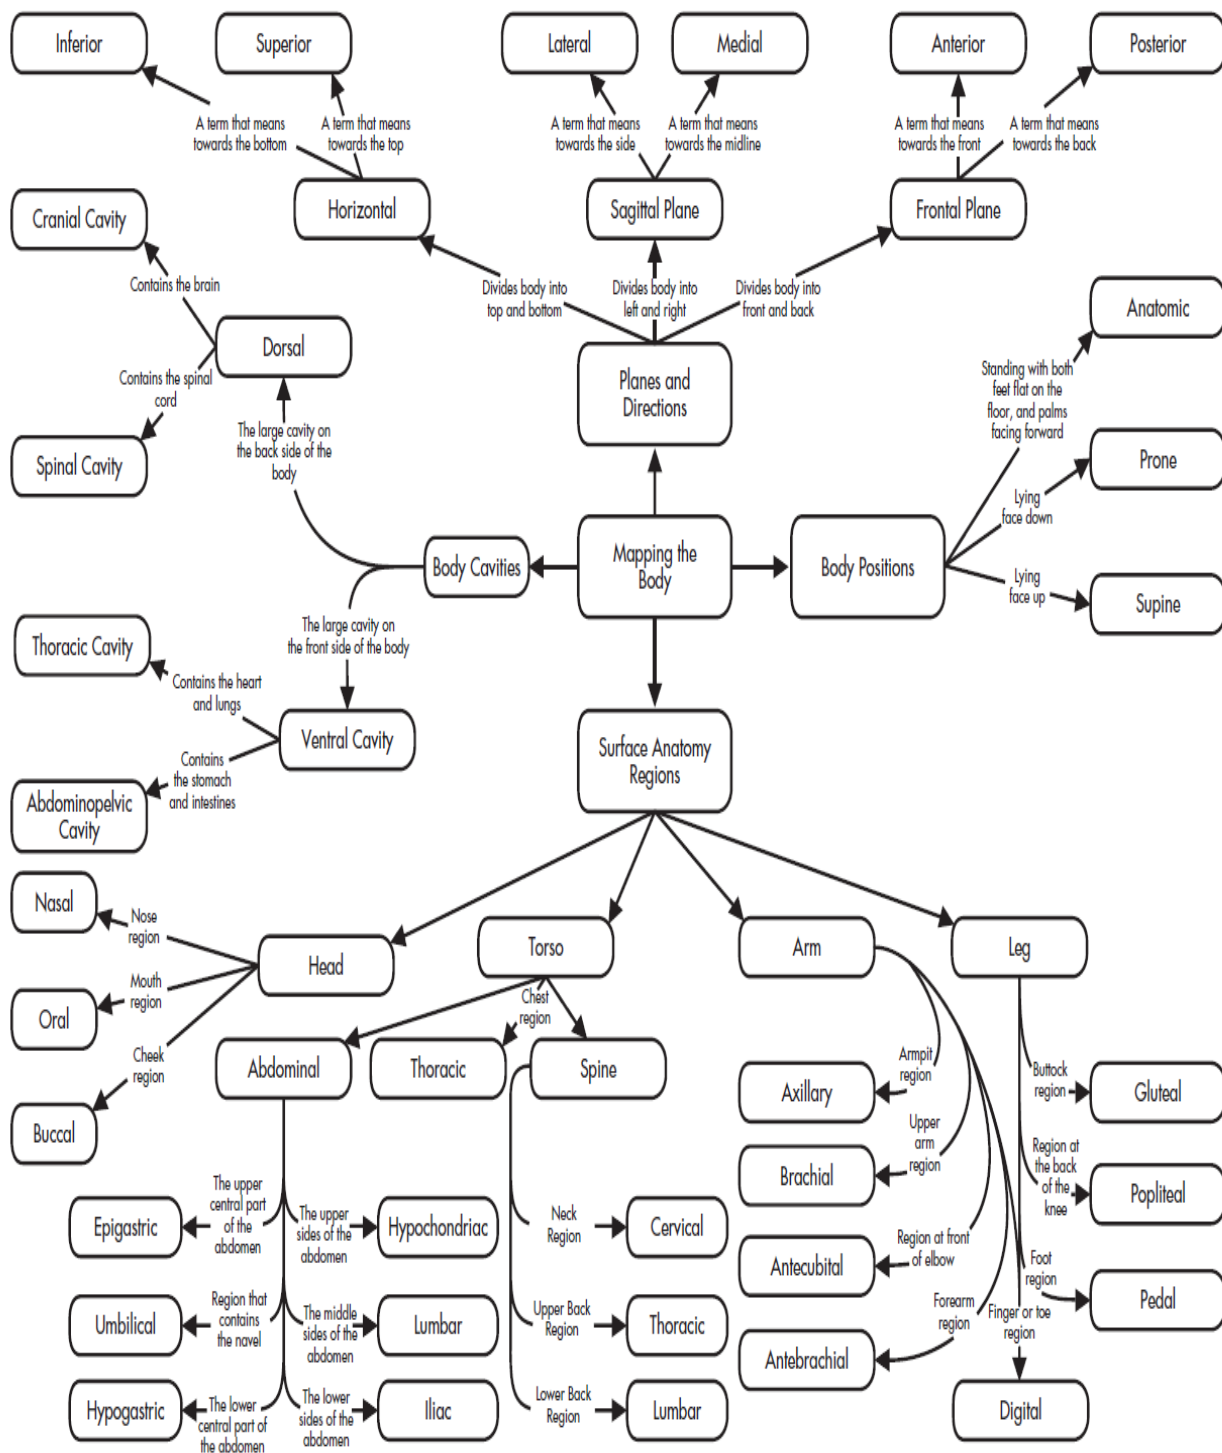 Inferior
Superior
Lateral
Medial
Anterior
Posterior
A term that means
towards the bottom
A term that means
towards the top
A term that means
towards the side
A term that means
towards the midline
A term that means
towards the front
A term that means
towards the back
Cranial Cavity
Horizontal
Sagittal Plane
Frontal Plane
Contains the brain
Divides body into
top and bottom
Divides body into
left and right
Divides body into
front and back
Anatomic
Dorsal
Planes and
Directions
Standing with both
feet flat on the
floor, and palms
facing forward
Contains the spinal
cord
The large cavity on
the back side of the
body
Spinal Cavity
Prone
Lying
face down
Body Cavities
Mapping the
Body
Body Positions
Lying
face up
Supine
The large cavity on
the front side of the body
Thoracic Cavity
Contains the heart
and lungs
Ventral Cavity
Surface Anatomy
Regions
Contains
the stomach
and intestines
Abdominopelvic
Cavity
Nasal
Nose
region
Head
Torso
Arm
Leg
Mouth
region
Oral
Chest
region
Cheek
region
Buccal
Abdominal
Thoracic
Spine
Armpit
region
Axillary
Buttock
region
Gluteal
Upper
arm
region
Brachial
Region at
the back
of the
knee
Popliteal
The upper
central part
of the
abdomen
Epigastric
The upper
sides of the
abdomen
Hypochondriac
Neck
Region
Cervical
Region at front
of elbow
Antecubital
Foot
region
Pedal
Umbilical
Region that
contains
the navel
The middle
sides of the
abdomen
Lumbar
Upper Back
Region
Thoracic
Forearm
region
Antebrachial
Finger or toe
region
Hypogastric
The lower
central part of
the abdomen
The lower
sides of the
abdomen
Iliac
Lower Back
Region
Lumbar
Digital